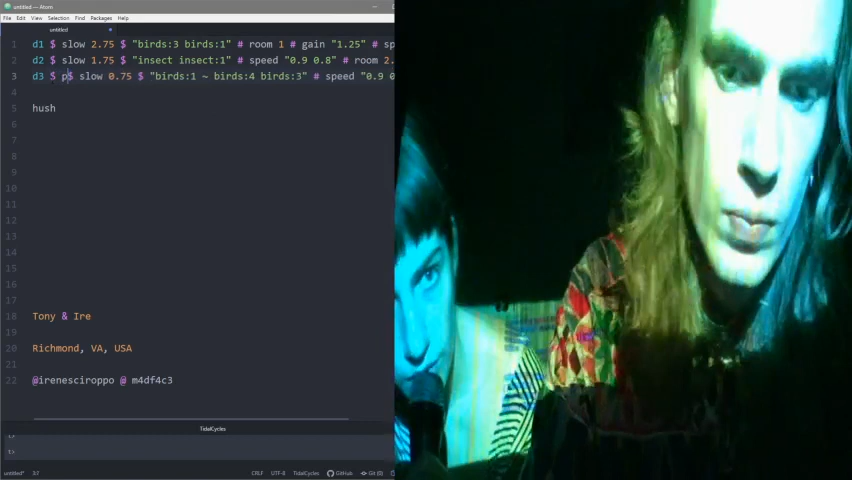 untitled — Atom
File Edit View Selection Find Packages Help
untitled
1 d1 $ slow 2.75 $ "birds:3 birds:1" # room 1 # gain "1.25" # sp
2 d2 $ slow 1.75 $ "insect insect:1" # speed "0.9 0.8" # room 2.
3 d3 $ p$ slow 0.75 $ "birds:1 ~ birds:4 birds:3" # speed "0.9 0
4
5 hush
6
7
8
9
10
11
12
13
14
15
16
17
18 Tony & Ire
19
20 Richmond, VA, USA
21
22 @irenesciroppo @ m4df4c3
TidalCycles
t>
untitled* 3:7 CRLF UTF-8 TidalCycles GitHub Git (0)